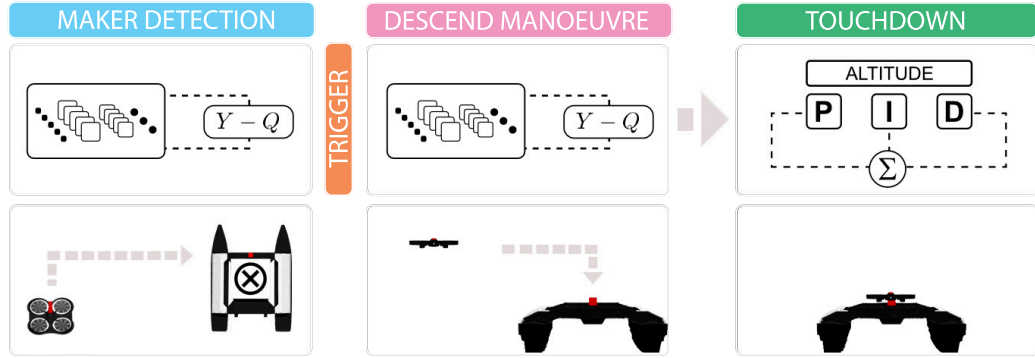 MAKER DETECTION
DESCEND MANOEUVRE
TOUCHDOWN
TRIGGER
Y − Q
Y − Q
ALTITUDE
P I D
Σ